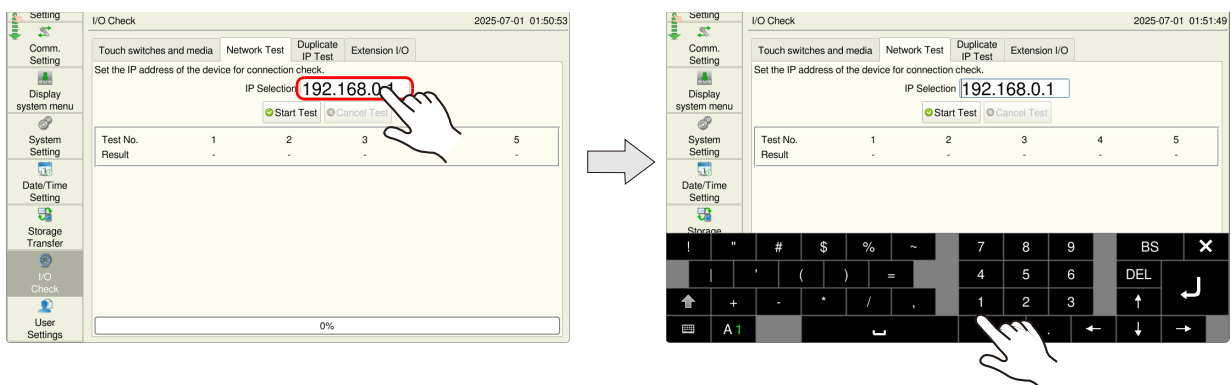 Setting
Comm.
Setting
Display
system menu
System
Setting
Date/Time
Setting
Storage
Transfer
I/O
Check
User
Settings
I/O Check 2025-07-01 01:50:53
Touch switches and media Network Test Duplicate IP Test Extension I/O
Set the IP address of the device for connection check.
IP Selection 192.168.0.1
Start Test Cancel Test
Test No. 1 2 3 5
Result - - - -
0%
Setting
Comm.
Setting
Display
system menu
System
Setting
Date/Time
Setting
Storage
I/O Check 2025-07-01 01:51:49
Touch switches and media Network Test Duplicate IP Test Extension I/O
Set the IP address of the device for connection check.
IP Selection 192.168.0.1
Start Test Cancel Test
Test No. 1 2 3 4 5
Result - - - - -
! " # $ % ~ 7 8 9 BS ×
| ' ( ) = 4 5 6 DEL
+ - * / , 1 2 3 ↑
A 1 . ← ↓ →